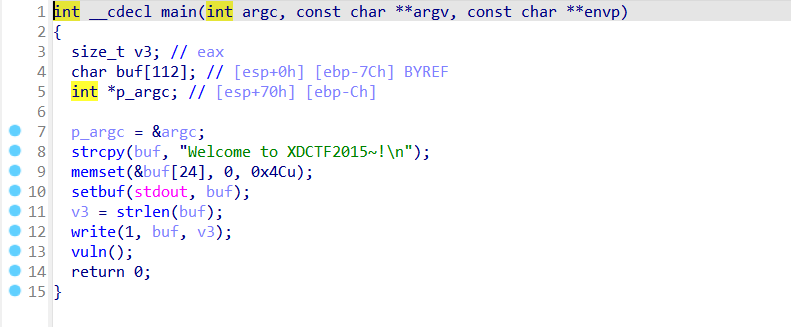 1 int __cdecl main(int argc, const char **argv, const char **envp)
2 {
3 size_t v3; // eax
4 char buf[112]; // [esp+0h] [ebp-7Ch] BYREF
5 int *p_argc; // [esp+70h] [ebp-Ch]
6
7 p_argc = &argc;
8 strcpy(buf, "Welcome to XDCTF2015~!\n");
9 memset(&buf[24], 0, 0x4Cu);
10 setbuf(stdout, buf);
11 v3 = strlen(buf);
12 write(1, buf, v3);
13 vuln();
14 return 0;
15 }